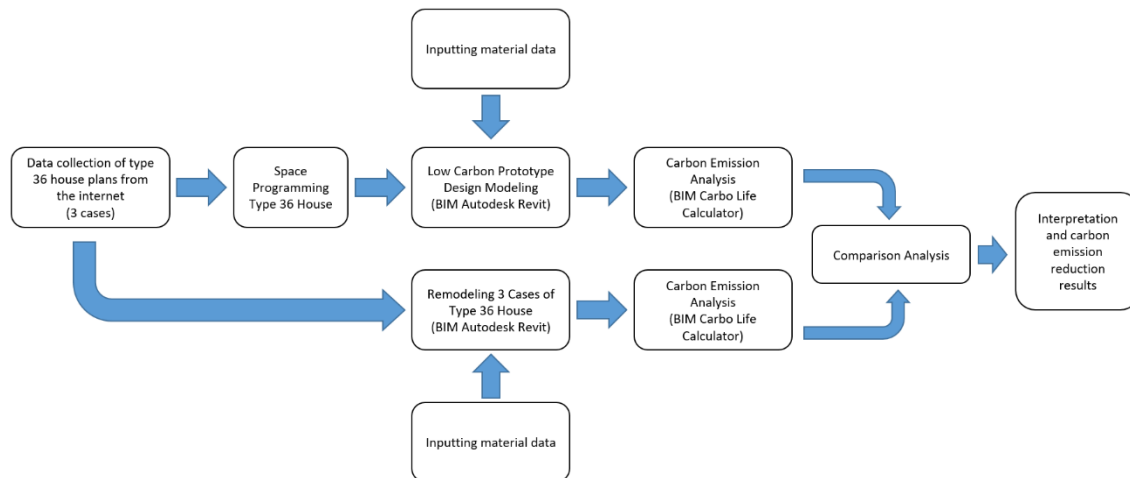 Inputting material data
Data collection of type
36 house plans from
the internet
(3 cases)
Space
Programming
Type 36 House
Low Carbon Prototype
Design Modeling
(BIM Autodesk Revit)
Carbon Emission
Analysis
(BIM Carbo Life
Calculator)
Comparison Analysis
Interpretation
and carbon
emission
reduction
results
Remodeling 3 Cases of
Type 36 House
(BIM Autodesk Revit)
Carbon Emission
Analysis
(BIM Carbo Life
Calculator)
Inputting material data